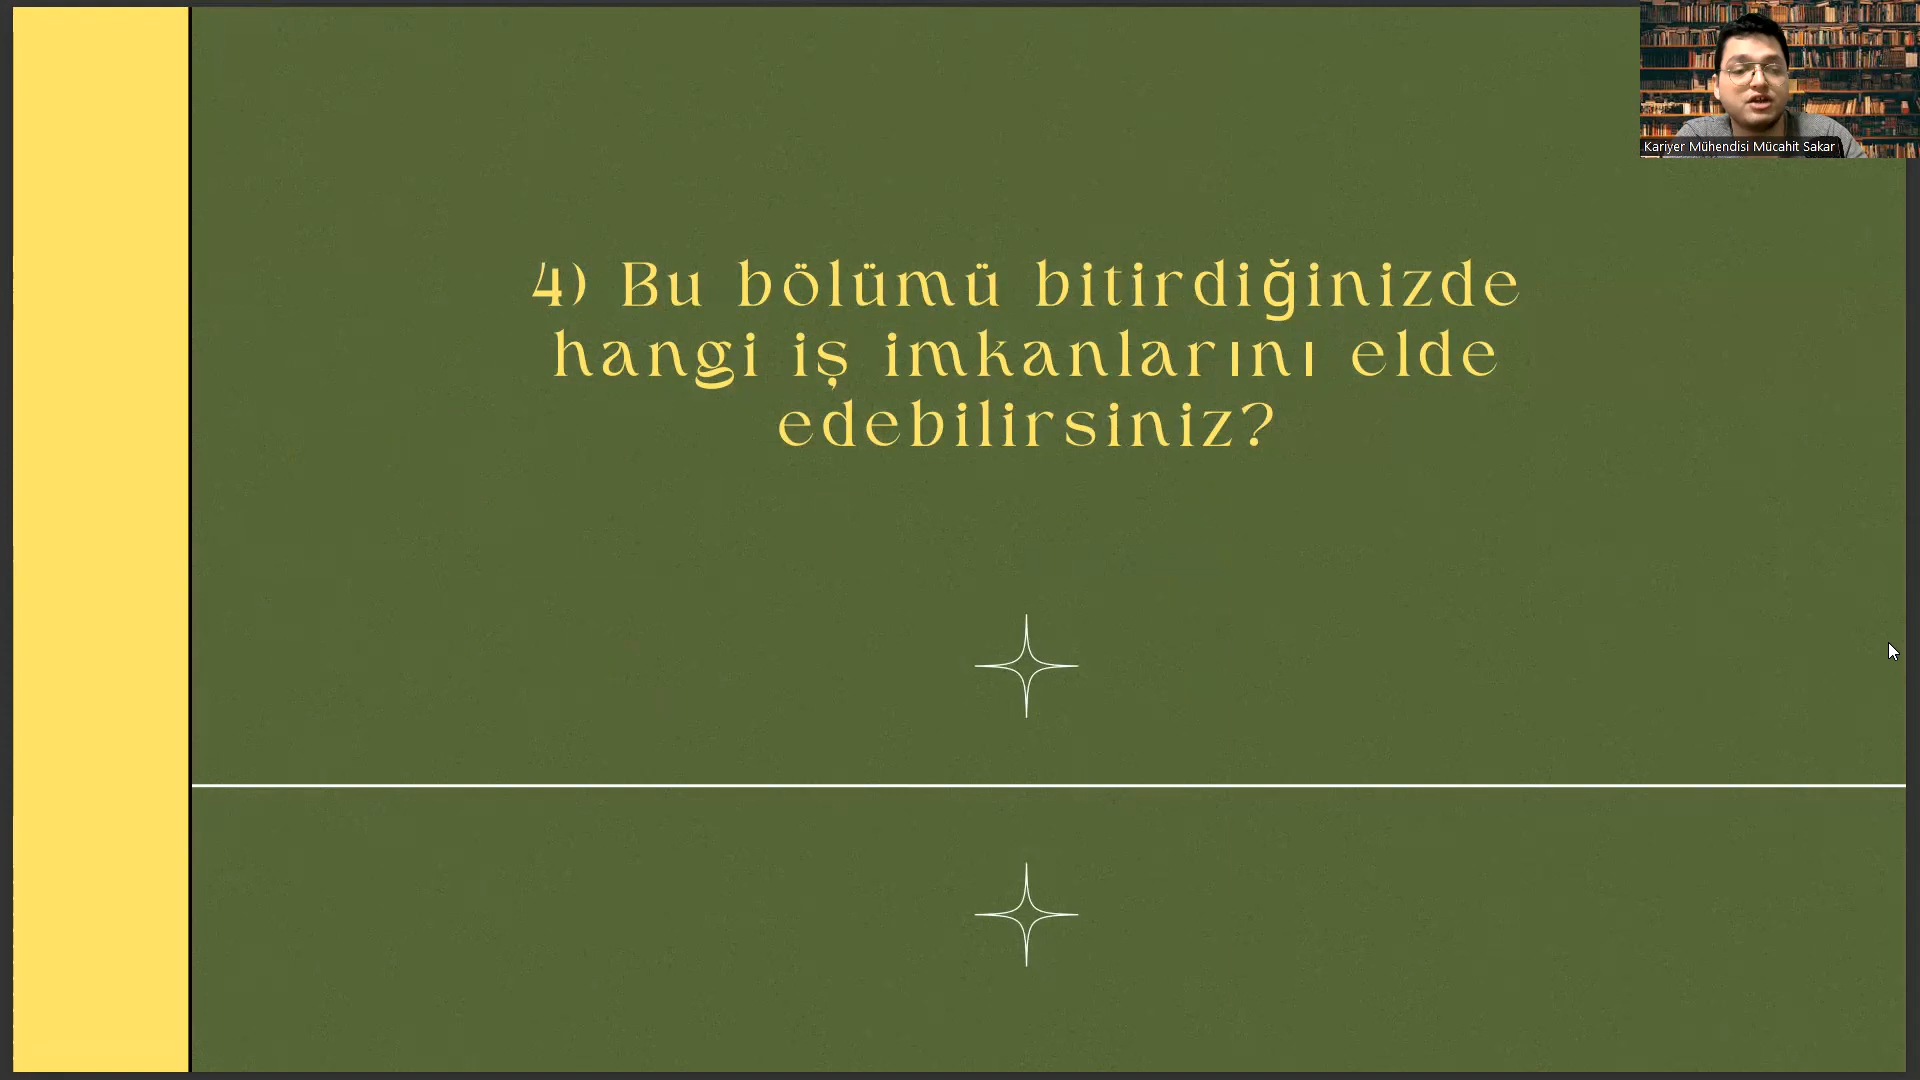 Kariyer Mühendisi Mücahit Sakar
4) Bu bölümü bitirdiğinizde
hangi iş imkanlarını elde
edebilirsiniz?